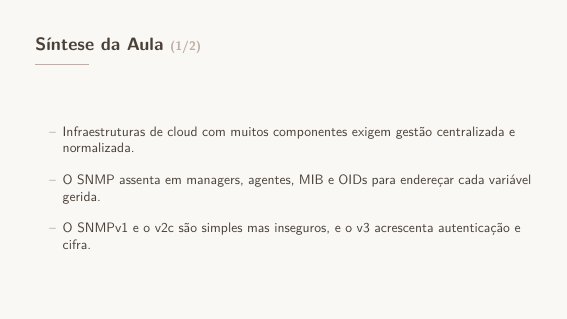 Síntese da Aula (1/2)
– Infraestruturas de cloud com muitos componentes exigem gestão centralizada e
normalizada.
– O SNMP assenta em managers, agentes, MIB e OIDs para endereçar cada variável
gerida.
– O SNMPv1 e o v2c são simples mas inseguros, e o v3 acrescenta autenticação e
cifra.